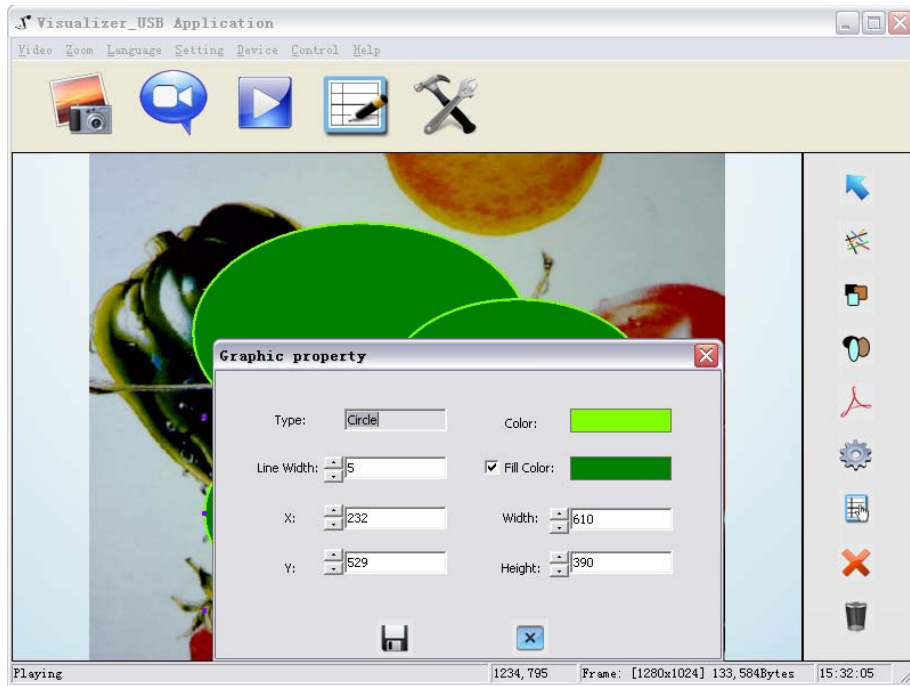 Visualizer_USB Application
Video Zoom Language Setting Device Control Help
Graphic property
Type: Circle Color:
Line Width: 5 Fill Color:
X: 232 Width: 610
Y: 529 Height: 390
Playing 1234,795 Frame: [1280x1024] 133,584Bytes 15:32:05